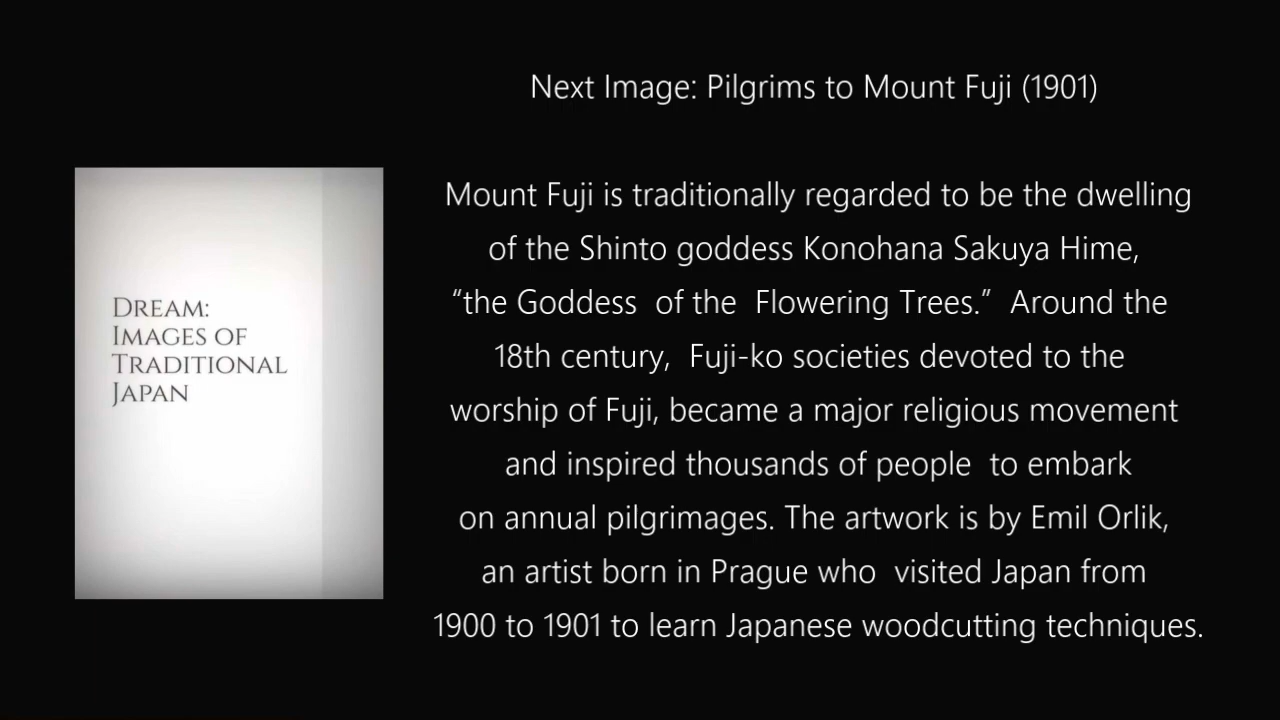 Next Image: Pilgrims to Mount Fuji (1901)
DREAM:
IMAGES OF
TRADITIONAL
JAPAN
Mount Fuji is traditionally regarded to be the dwelling
of the Shinto goddess Konohana Sakuya Hime,
“the Goddess of the Flowering Trees.” Around the
18th century, Fuji-ko societies devoted to the
worship of Fuji, became a major religious movement
and inspired thousands of people to embark
on annual pilgrimages. The artwork is by Emil Orlik,
an artist born in Prague who visited Japan from
1900 to 1901 to learn Japanese woodcutting techniques.